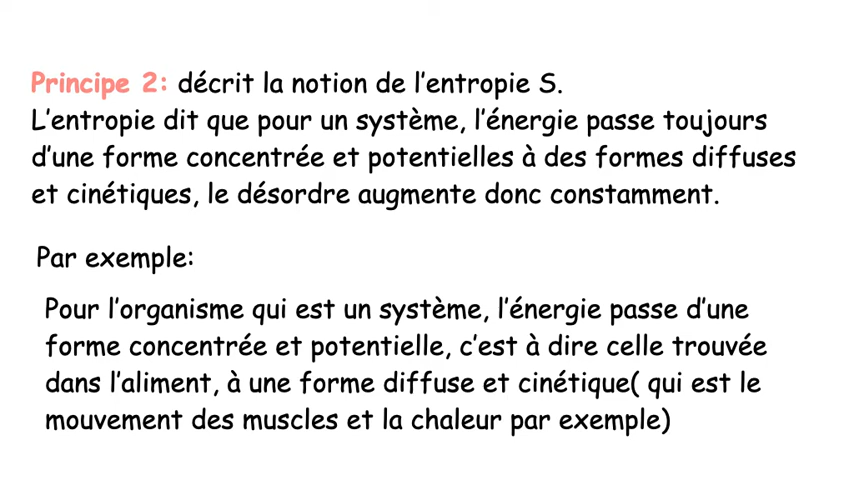 Principe 2: décrit la notion de l'entropie S.
L'entropie dit que pour un système, l'énergie passe toujours
d'une forme concentrée et potentielles à des formes diffuses
et cinétiques, le désordre augmente donc constamment.
Par exemple:
Pour l'organisme qui est un système, l'énergie passe d'une
forme concentrée et potentielle, c'est à dire celle trouvée
dans l'aliment, à une forme diffuse et cinétique( qui est le
mouvement des muscles et la chaleur par exemple)